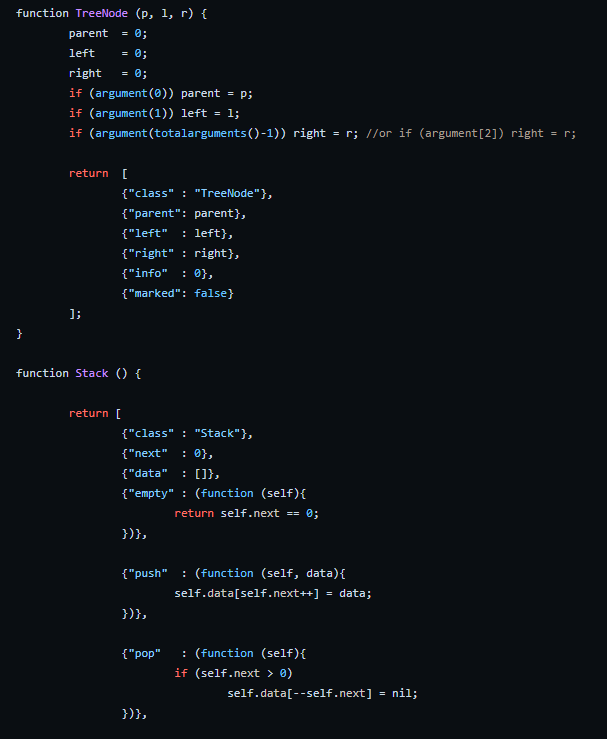 function TreeNode (p, l, r) {
        parent  = 0;
        left    = 0;
        right   = 0;
        if (argument(0)) parent = p;
        if (argument(1)) left = l;
        if (argument(totalarguments()-1)) right = r; //or if (argument[2]) right = r;

        return  [
                {"class" : "TreeNode"},
                {"parent": parent},
                {"left"  : left},
                {"right" : right},
                {"info"  : 0},
                {"marked": false}
        ];
}

function Stack () {

        return [
                {"class" : "Stack"},
                {"next"  : 0},
                {"data"  : []},
                {"empty" : (function (self){
                        return self.next == 0;
                })},

                {"push"  : (function (self, data){
                        self.data[self.next++] = data;
                })},

                {"pop"   : (function (self){
                        if (self.next > 0)
                                self.data[--self.next] = nil;
                })},